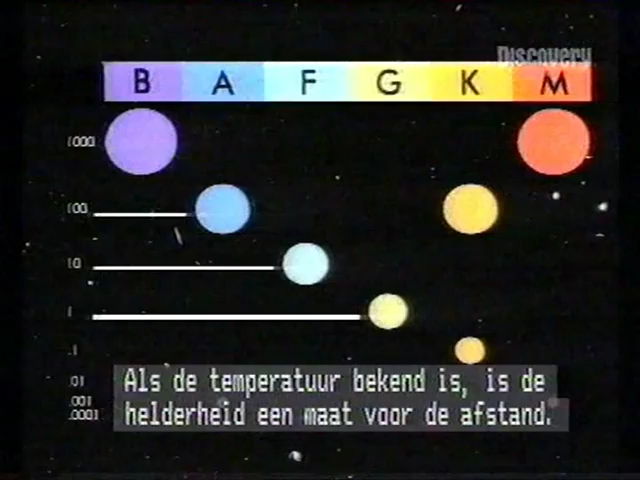 Discovery
B A F G K M
1000
100
10
1
.1
.01
.001
.0001
Als de temperatuur bekend is, is de
helderheid een maat voor de afstand.